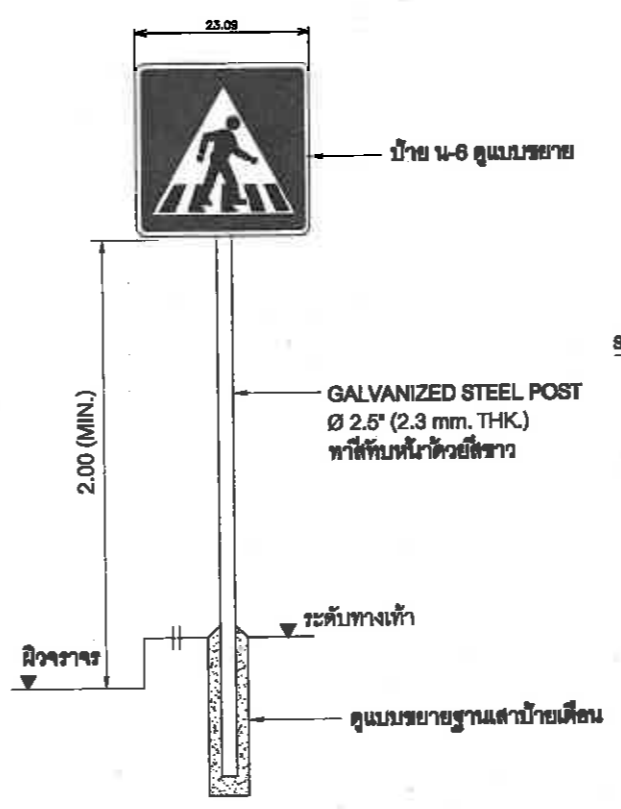 23.09
ป้าย น-6 ดูแบบขยาย
2.00 (MIN.)
GALVANIZED STEEL POST
Ø 2.5" (2.3 mm. THK.)
ทาสีทับหน้าด้วยสีขาว
ระดับทางเท้า
ผิวจราจร
ดูแบบขยายฐานเสาป้ายเตือน